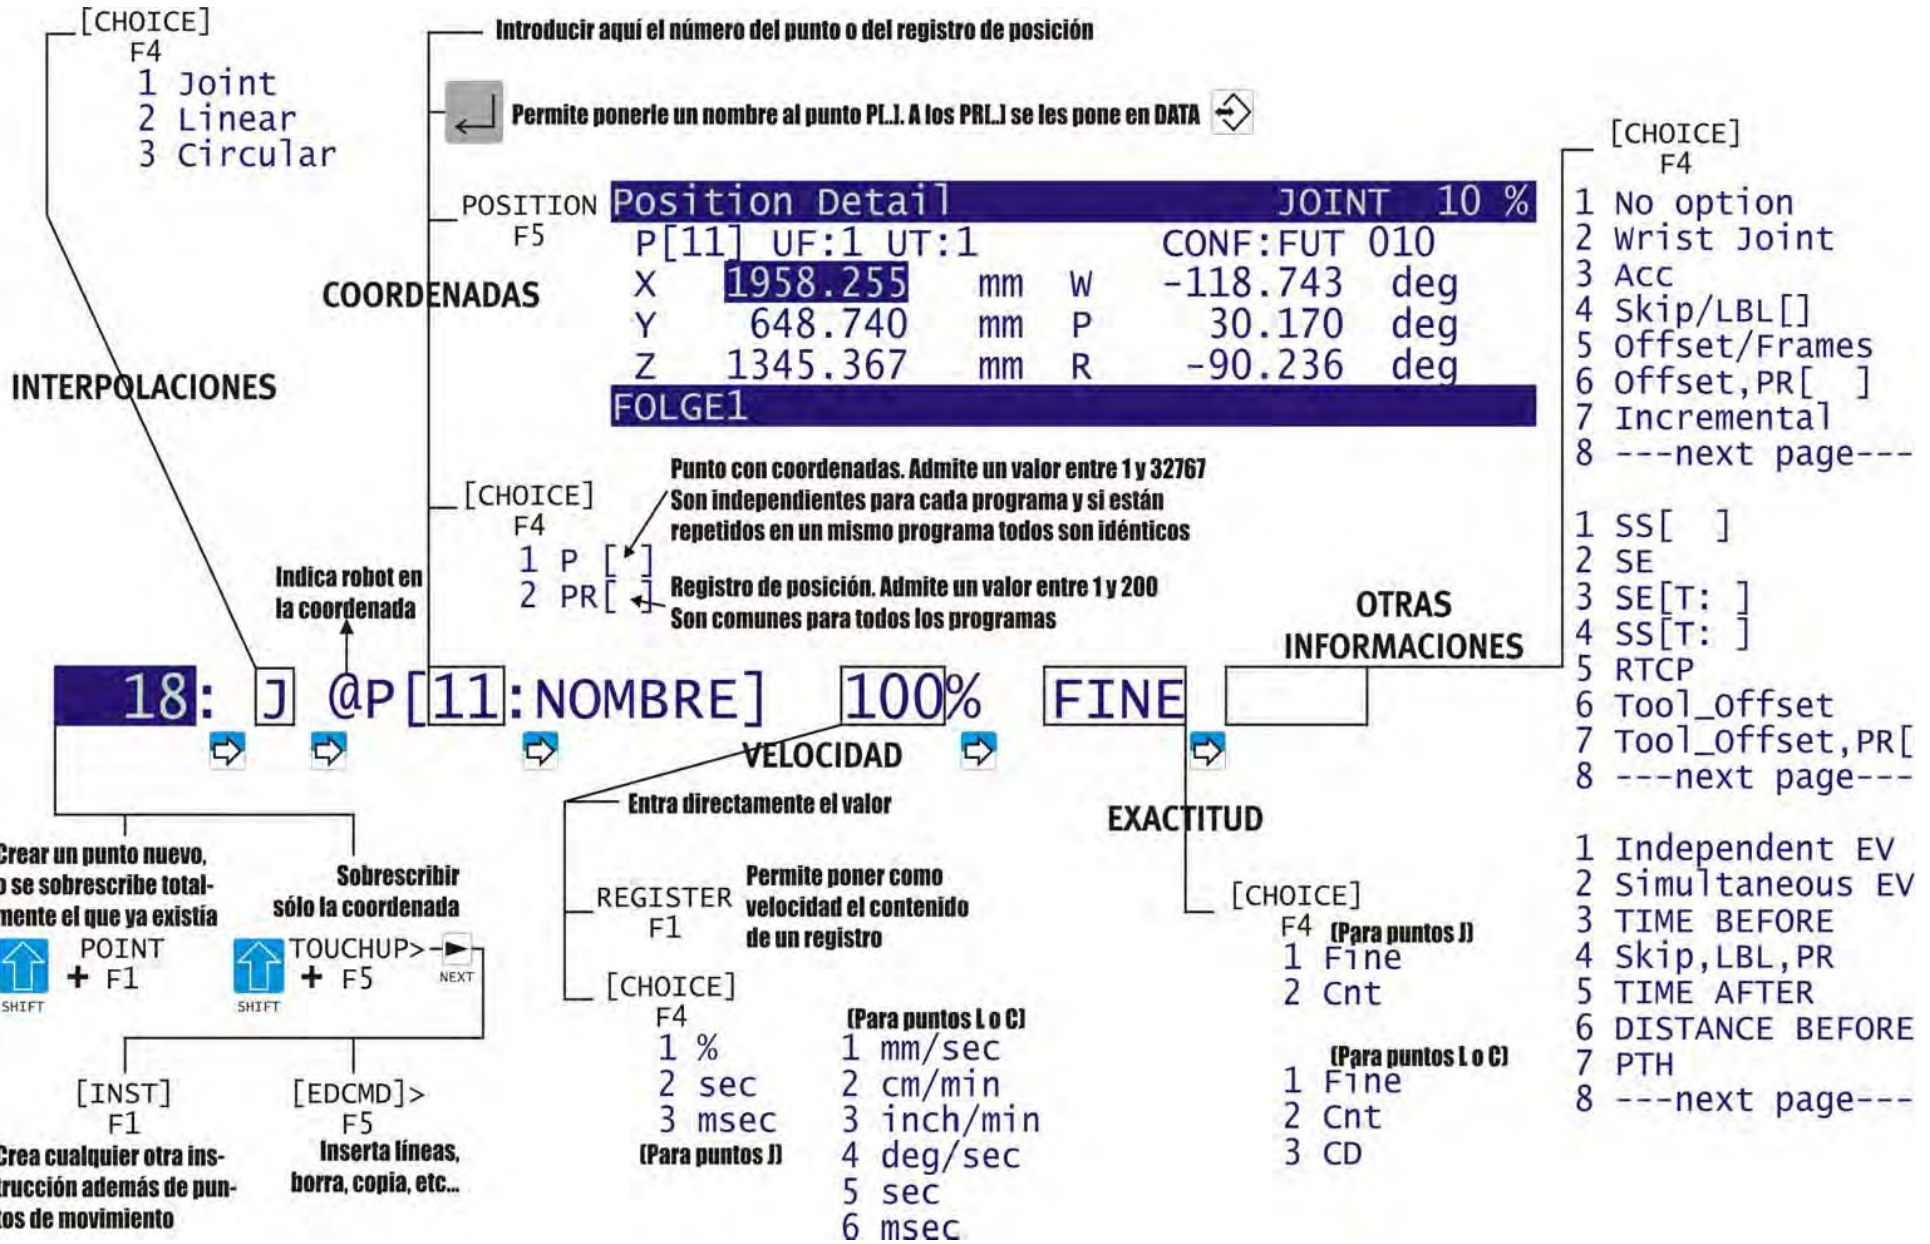 [CHOICE]
F4
1 Joint
2 Linear
3 Circular
INTERPOLACIONES
Introducir aquí el número del punto o del registro de posición
Permite ponerle un nombre al punto P[..]. A los PR[..] se les pone en DATA
POSITION
F5
COORDENADAS
Position Detail JOINT 10 %
P[11] UF:1 UT:1 CONF:FUT 010
X 1958.255 mm W -118.743 deg
Y 648.740 mm P 30.170 deg
Z 1345.367 mm R -90.236 deg
FOLGE1
[CHOICE]
F4
1 P [ ]
2 PR[ ]
Punto con coordenadas. Admite un valor entre 1 y 32767
Son independientes para cada programa y si están
repetidos en un mismo programa todos son idénticos
Registro de posición. Admite un valor entre 1 y 200
Son comunes para todos los programas
Indica robot en
la coordenada
OTRAS
INFORMACIONES
[CHOICE]
F4
1 No option
2 Wrist Joint
3 Acc
4 Skip/LBL[]
5 Offset/Frames
6 Offset,PR[ ]
7 Incremental
8 ---next page---
1 SS[ ]
2 SE
3 SE[T: ]
4 SS[T: ]
5 RTCP
6 Tool_Offset
7 Tool_Offset,PR[
8 ---next page---
1 Independent EV
2 Simultaneous EV
3 TIME BEFORE
4 Skip,LBL,PR
5 TIME AFTER
6 DISTANCE BEFORE
7 PTH
8 ---next page---
18: J @P[11:NOMBRE] 100% FINE
VELOCIDAD
EXACTITUD
Crear un punto nuevo,
o se sobrescribe total-
mente el que ya existía
SHIFT
+
POINT
F1
Sobrescribir
sólo la coordenada
SHIFT
+
TOUCHUP>
F5
NEXT
[INST]
F1
Crea cualquier otra ins-
trucción además de pun-
tos de movimiento
[EDCMD]>
F5
Inserta líneas,
borra, copia, etc...
Entra directamente el valor
REGISTER
F1
Permite poner como
velocidad el contenido
de un registro
[CHOICE]
F4
1 %
2 sec
3 msec
(Para puntos J)
(Para puntos L o C)
1 mm/sec
2 cm/min
3 inch/min
4 deg/sec
5 sec
6 msec
[CHOICE]
F4
(Para puntos J)
1 Fine
2 Cnt
(Para puntos L o C)
1 Fine
2 Cnt
3 CD